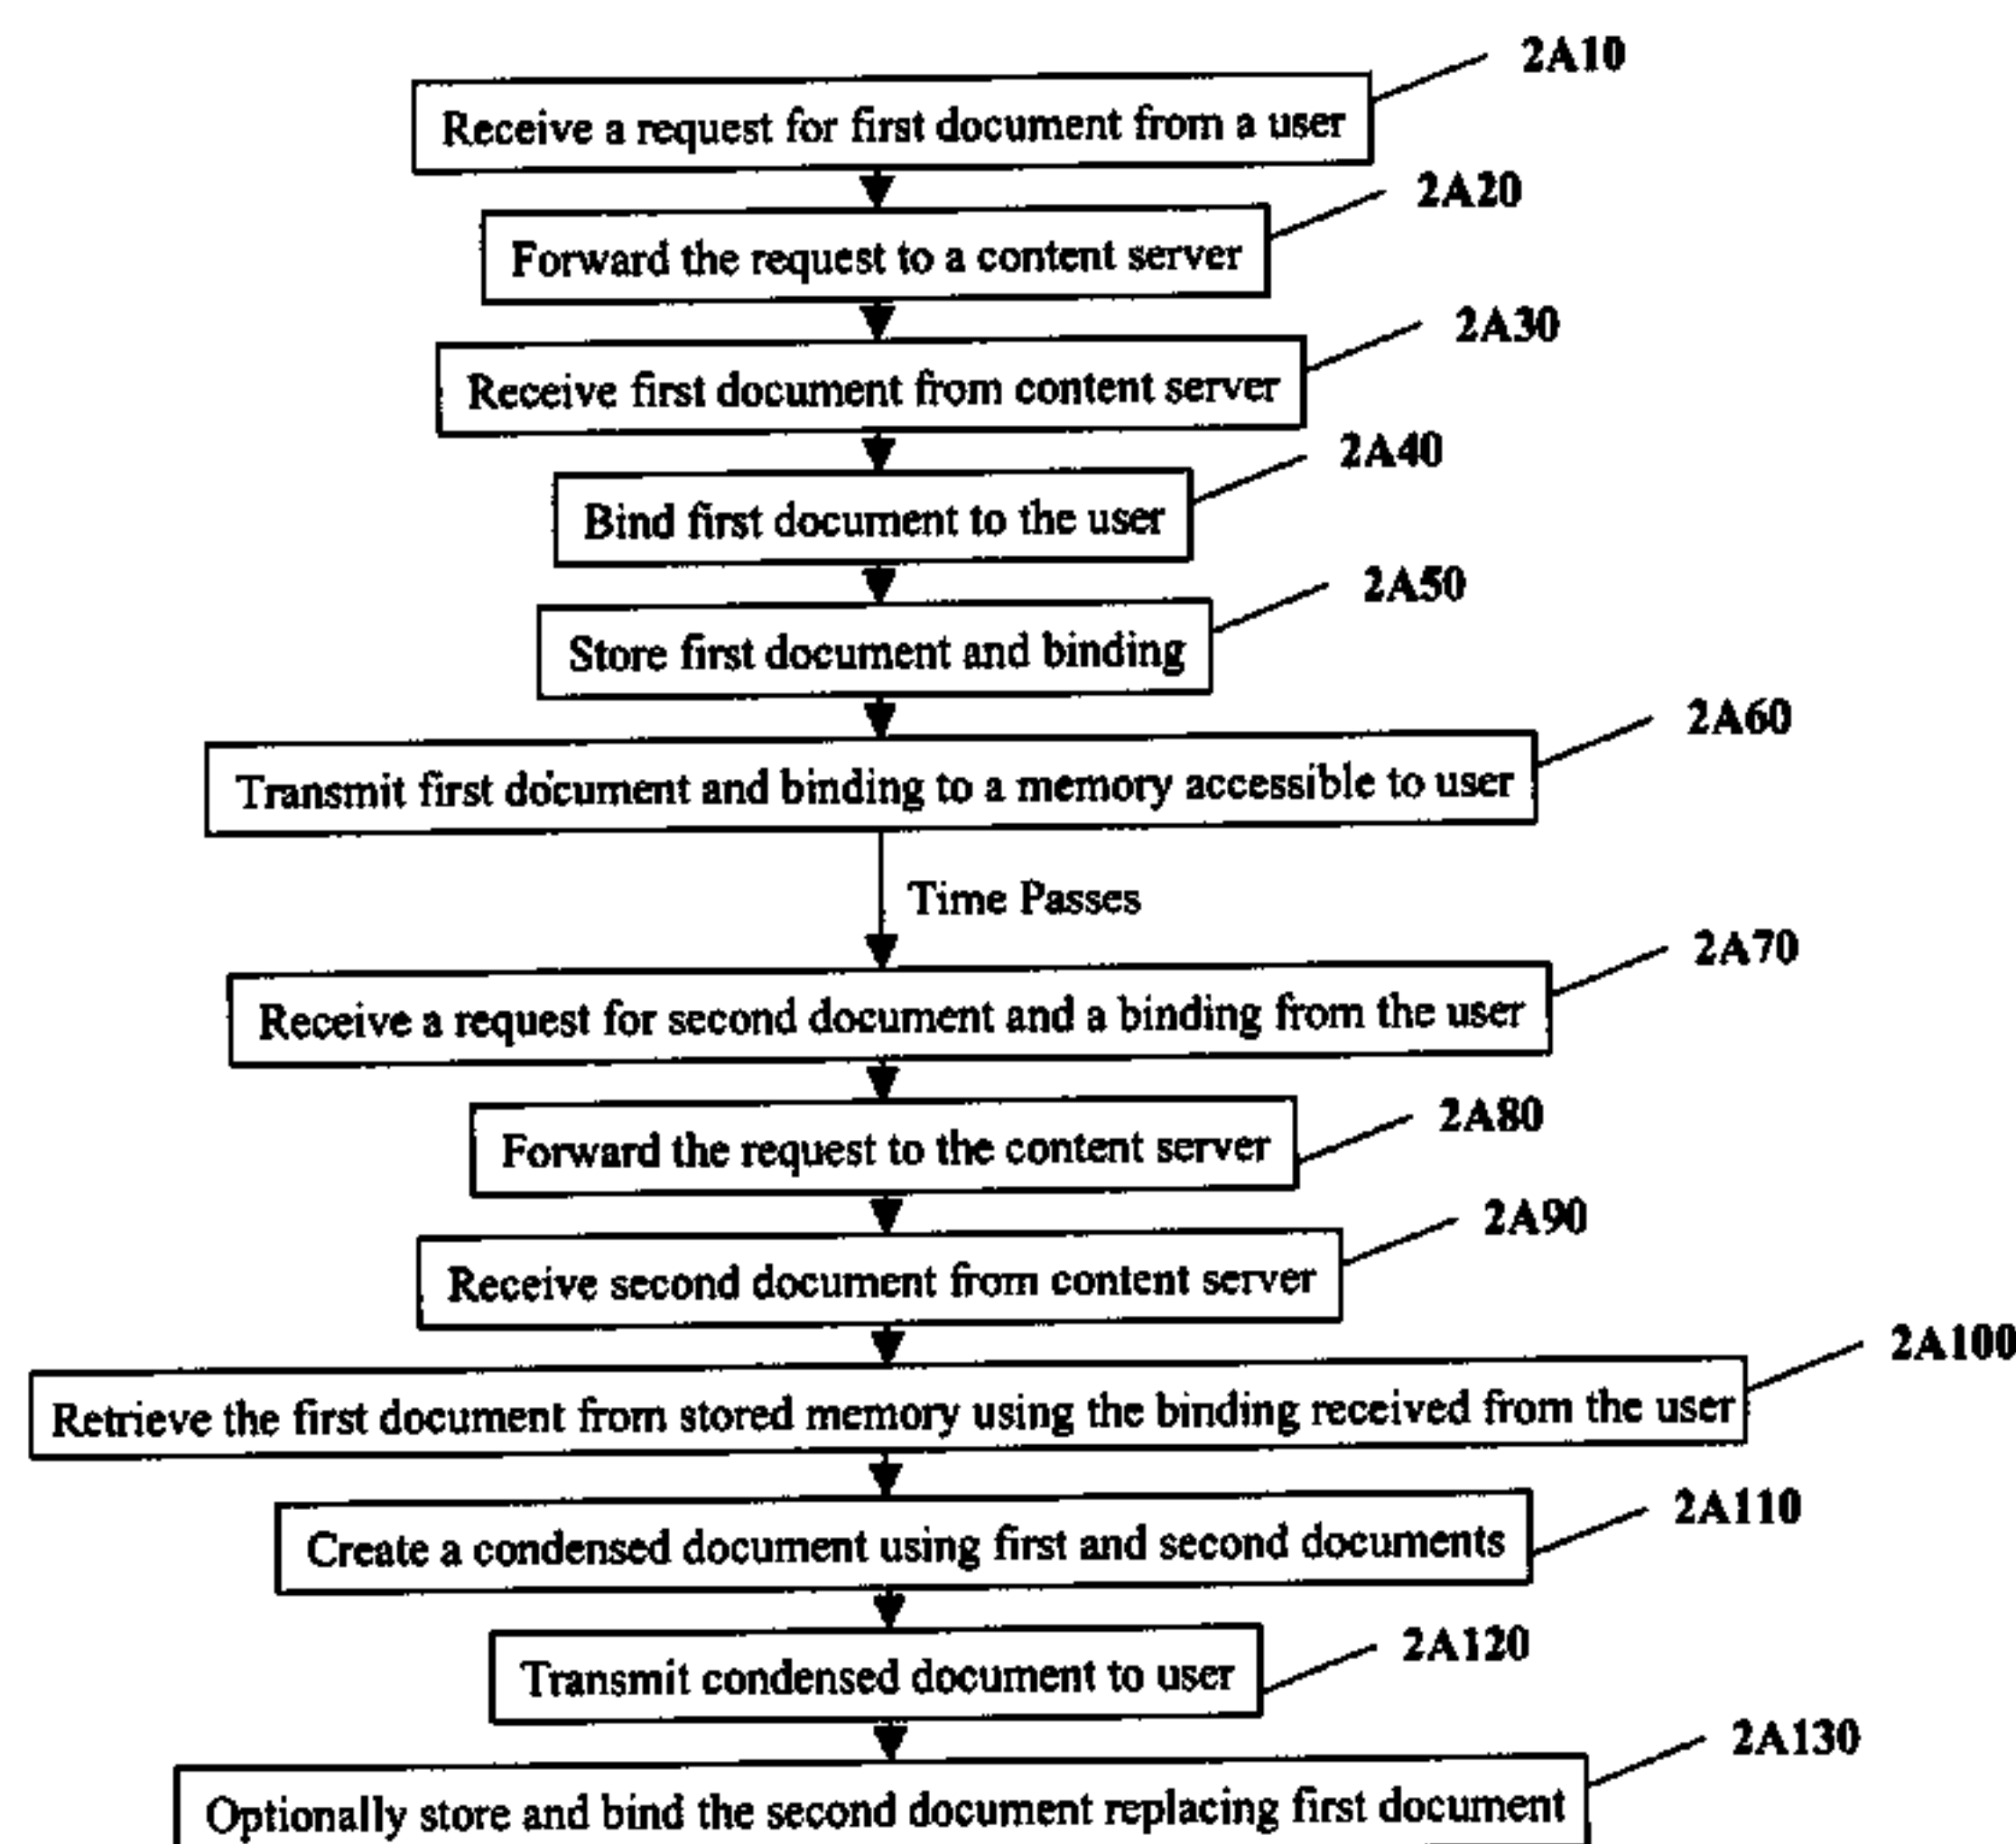 2A10
Receive a request for first document from a user
2A20
Forward the request to a content server
2A30
Receive first document from content server
2A40
Bind first document to the user
2A50
Store first document and binding
2A60
Transmit first document and binding to a memory accessible to user
Time Passes
2A70
Receive a request for second document and a binding from the user
2A80
Forward the request to the content server
2A90
Receive second document from content server
2A100
Retrieve the first document from stored memory using the binding received from the user
2A110
Create a condensed document using first and second documents
2A120
Transmit condensed document to user
2A130
Optionally store and bind the second document replacing first document